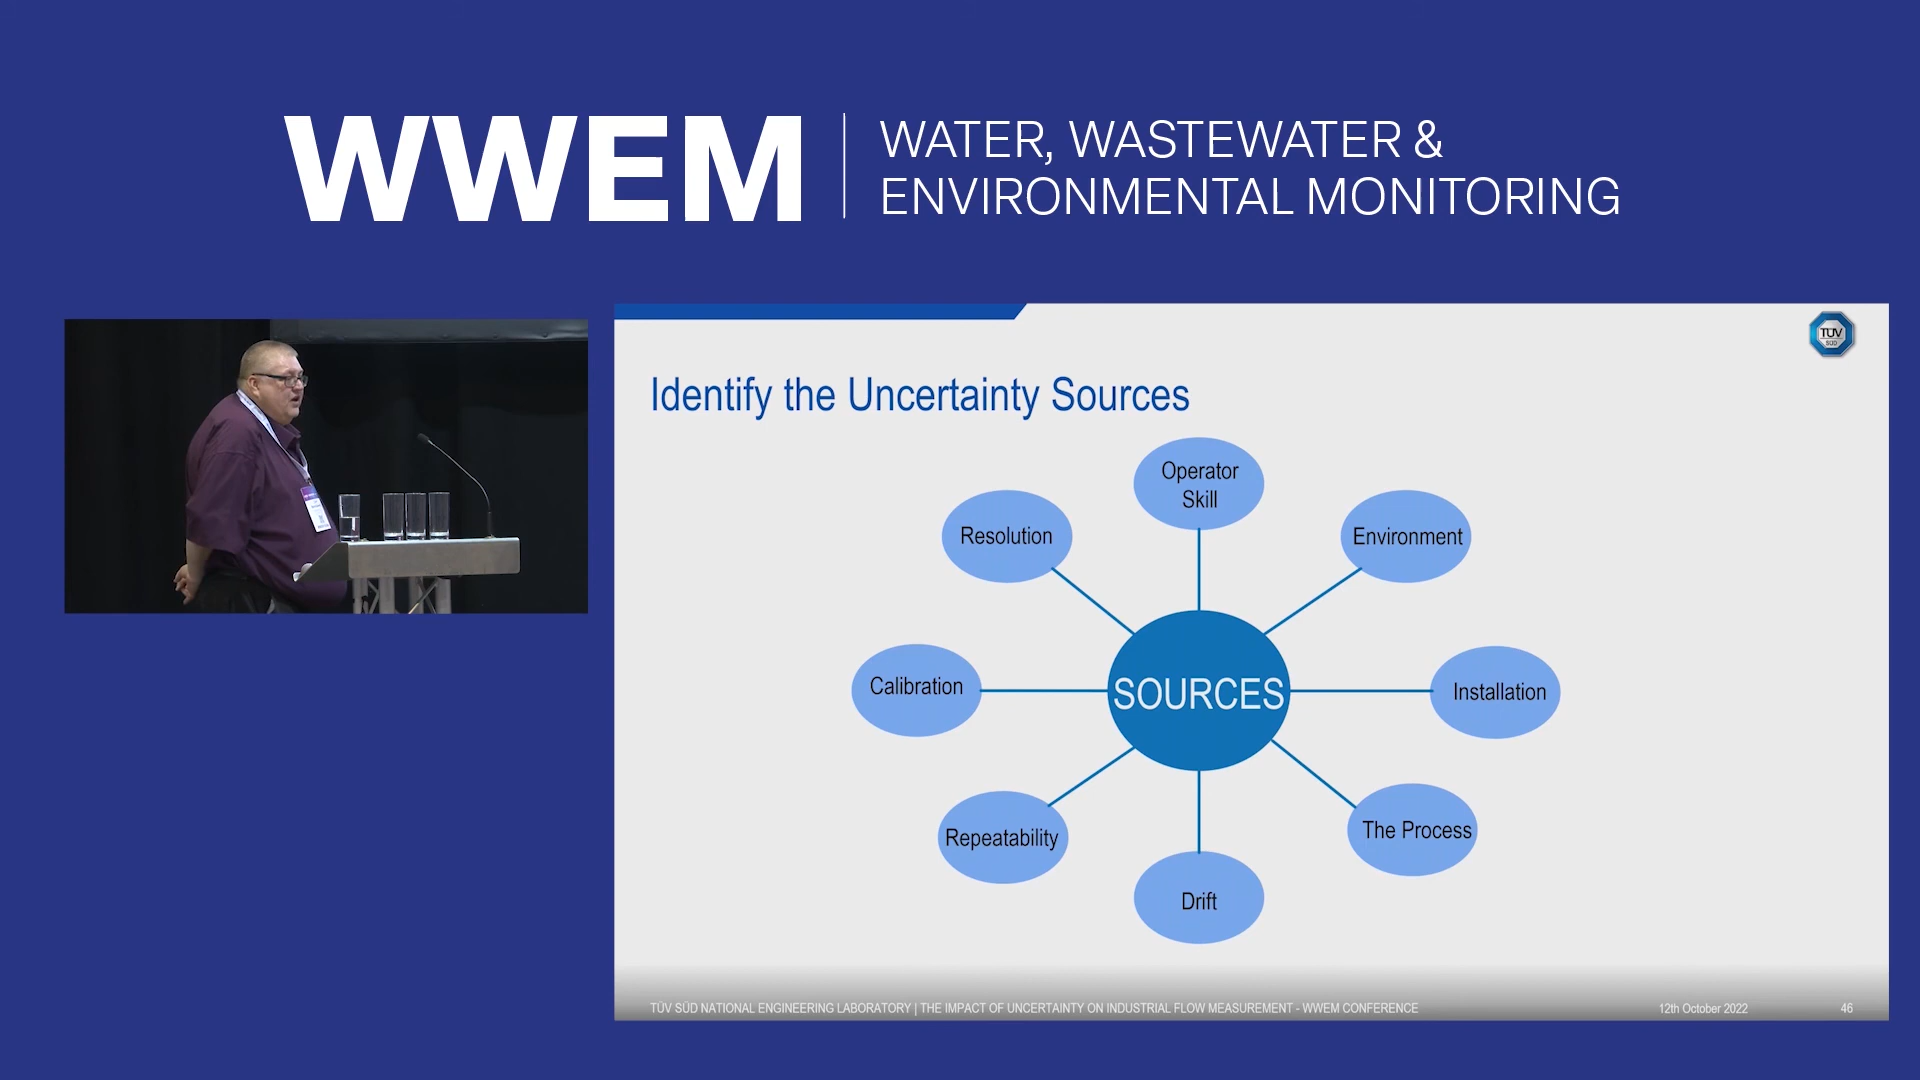 WWEM
WATER, WASTEWATER &
ENVIRONMENTAL MONITORING
TÜV
SÜD
Identify the Uncertainty Sources
Operator
Skill
Resolution
Environment
Calibration
SOURCES
Installation
Repeatability
The Process
Drift
TÜV SÜD NATIONAL ENGINEERING LABORATORY | THE IMPACT OF UNCERTAINTY ON INDUSTRIAL FLOW MEASUREMENT - WWEM CONFERENCE
12th October 2022
46